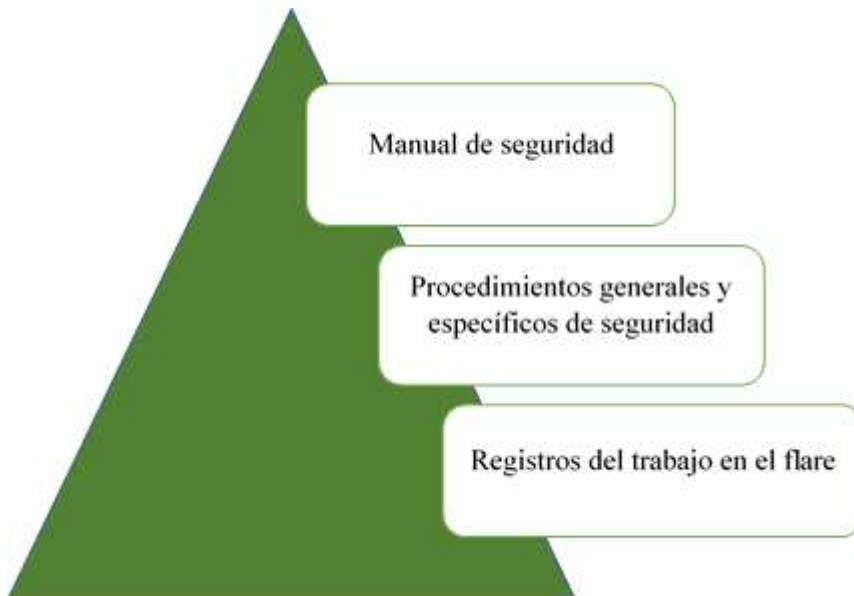 Manual de seguridad
Procedimientos generales y
específicos de seguridad
Registros del trabajo en el flare